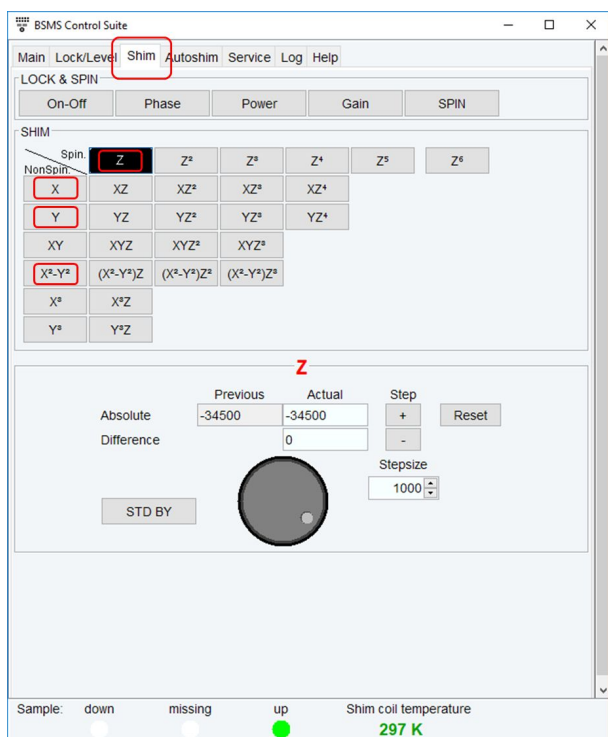 BSMS Control Suite
Main Lock/Level Shim Autoshim Service Log Help
LOCK & SPIN
On-Off Phase Power Gain SPIN
SHIM
Spin.
NonSpin.
Z Z² Z³ Z⁴ Z⁵ Z⁶
X XZ XZ² XZ³ XZ⁴
Y YZ YZ² YZ³ YZ⁴
XY XYZ XYZ² XYZ³
X²-Y² (X²-Y²)Z (X²-Y²)Z² (X²-Y²)Z³
X³ X³Z
Y³ Y³Z
Z
Previous Actual Step
Absolute -34500 -34500 + Reset
Difference 0 -
Stepsize
1000
STD BY
Sample: down missing up Shim coil temperature
297 K